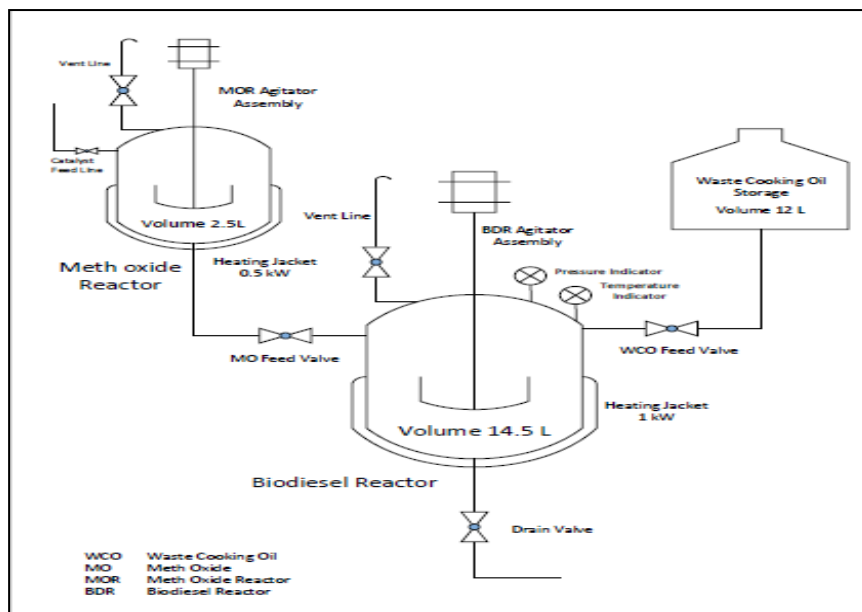 Vent Line
MOR Agitator
Assembly
Catalyst
Feed Line
Volume 2.5L
Meth oxide
Reactor
Heating Jacket
0.5 kW
Vent Line
BDR Agitator
Assembly
Waste Cooking Oil
Storage
Volume 12 L
Pressure Indicator
Temperature
Indicator
MO Feed Valve
WCO Feed Valve
Heating Jacket
1 kW
Volume 14.5 L
Biodiesel Reactor
Drain Valve
WCO Waste Cooking Oil
MO Meth Oxide
MOR Meth Oxide Reactor
BDR Biodiesel Reactor